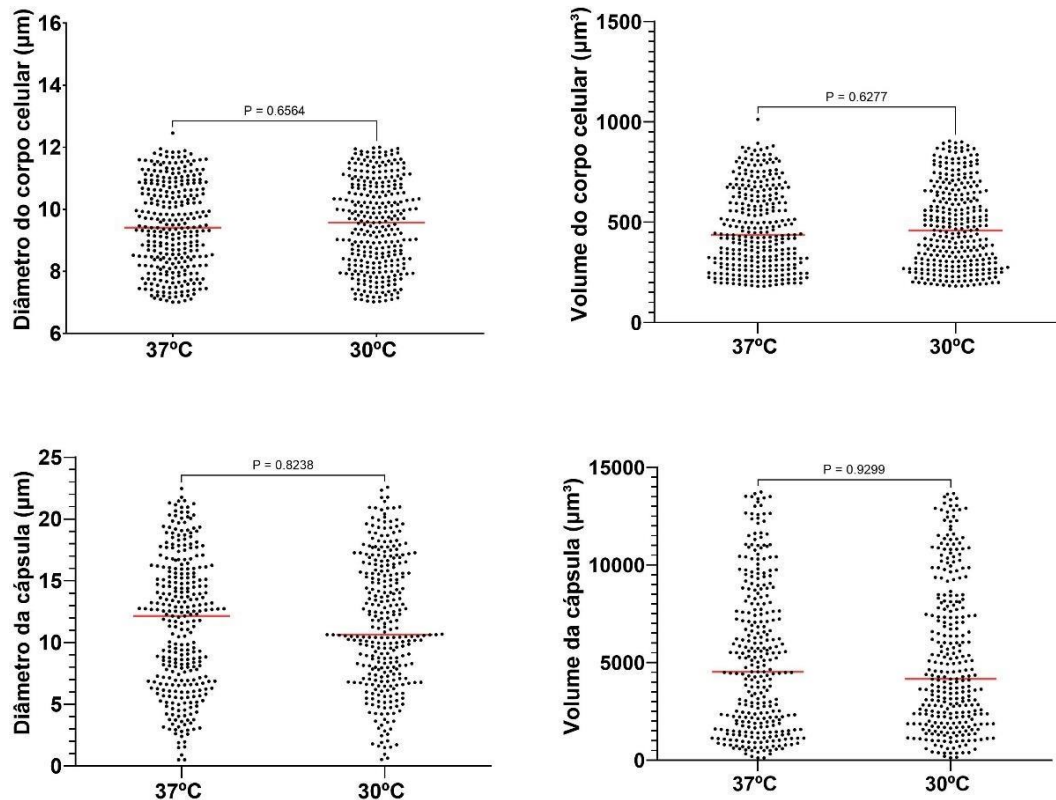 Diâmetro do corpo celular (µm)
16
14
12
10
8
6
P = 0.6564
37ºC
30ºC
Volume do corpo celular (µm³)
1500
1000
500
0
P = 0.6277
37ºC
30ºC
Diâmetro da cápsula (µm)
25
20
15
10
5
0
P = 0.8238
37ºC
30ºC
Volume da cápsula (µm³)
15000
10000
5000
0
P = 0.9299
37ºC
30ºC